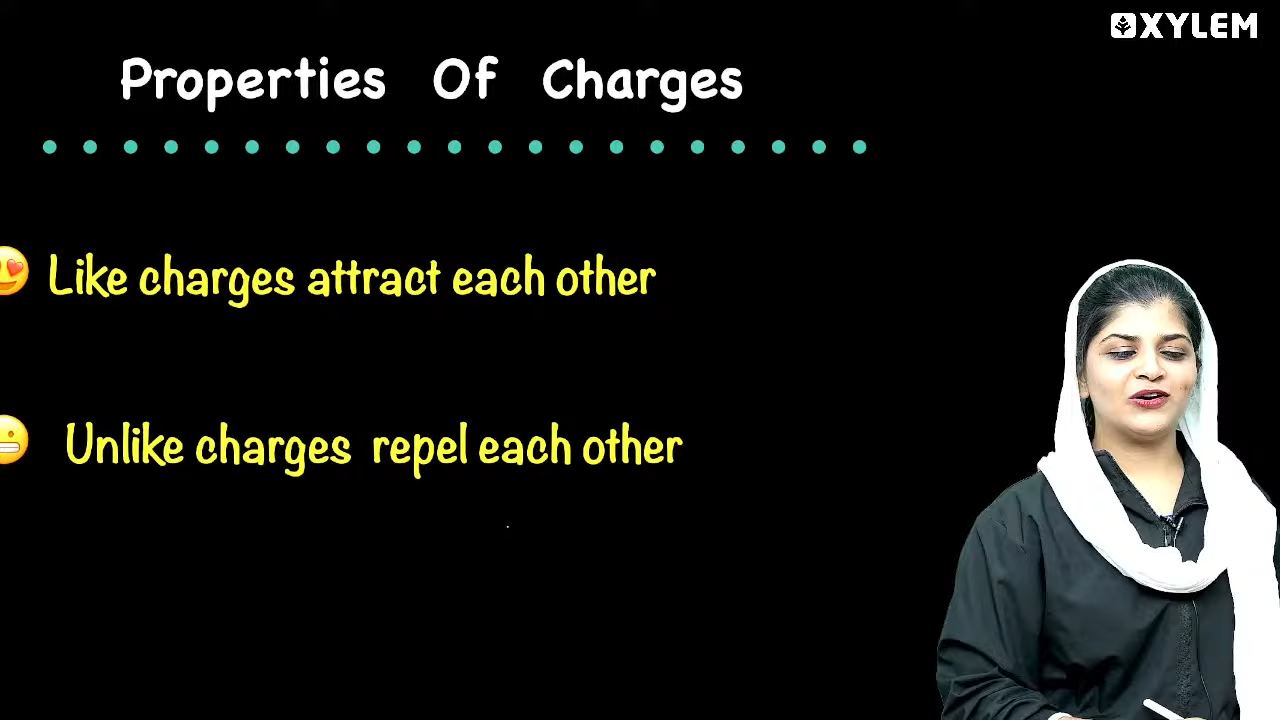 XYLEM
Properties Of Charges
Like charges attract each other
Unlike charges repel each other